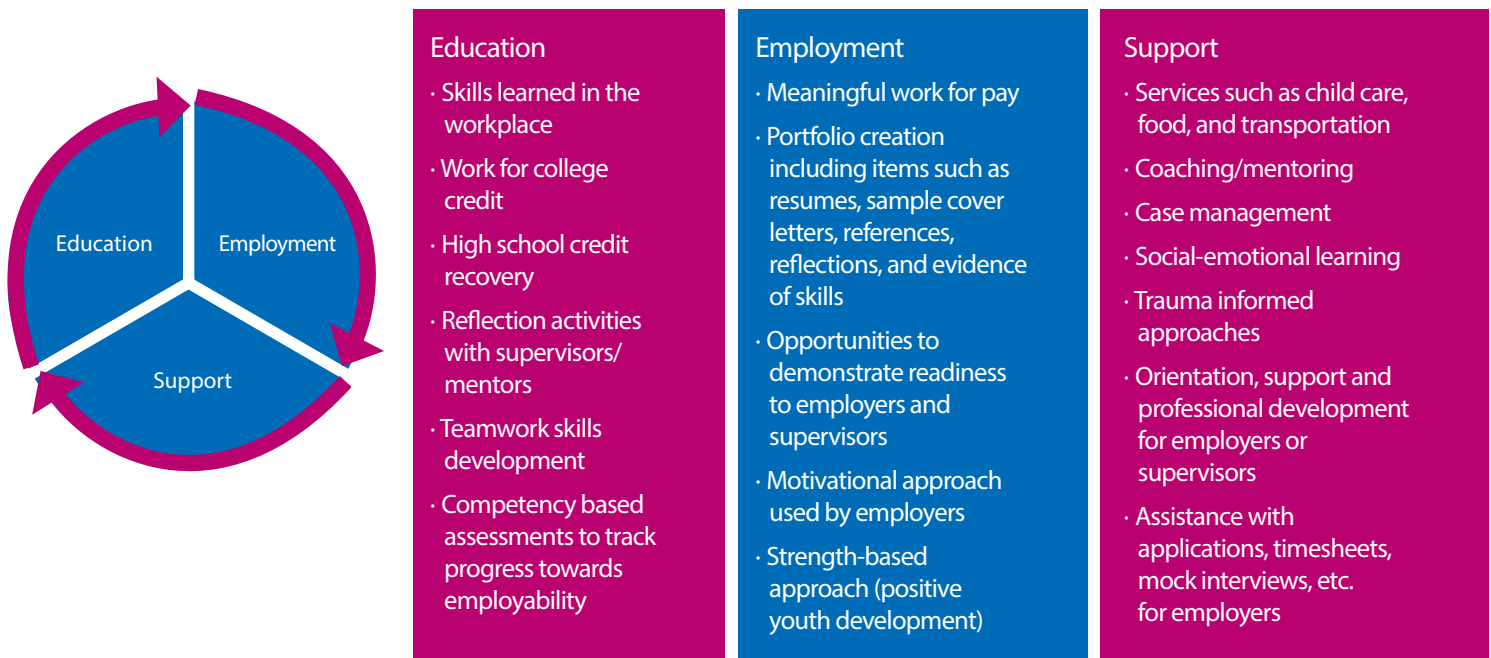 Education
Employment
Support
Education
· Skills learned in the
workplace
· Work for college
credit
· High school credit
recovery
· Reflection activities
with supervisors/
mentors
· Teamwork skills
development
· Competency based
assessments to track
progress towards
employability
Employment
· Meaningful work for pay
· Portfolio creation
including items such as
resumes, sample cover
letters, references,
reflections, and evidence
of skills
· Opportunities to
demonstrate readiness
to employers and
supervisors
· Motivational approach
used by employers
· Strength-based
approach (positive
youth development)
Support
· Services such as child care,
food, and transportation
· Coaching/mentoring
· Case management
· Social-emotional learning
· Trauma informed
approaches
· Orientation, support and
professional development
for employers or
supervisors
· Assistance with
applications, timesheets,
mock interviews, etc.
for employers